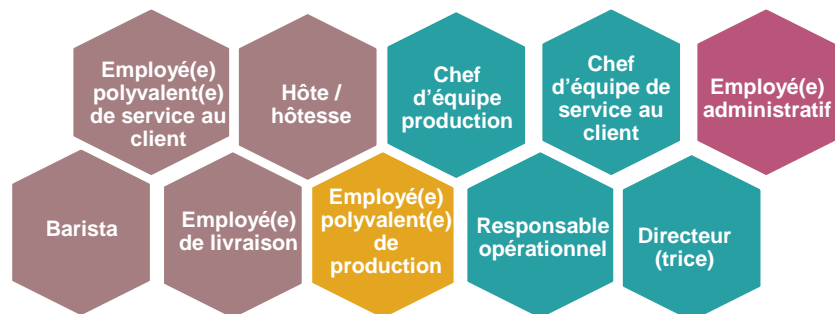 Employé(e)
polyvalent(e)
de service au
client
Hôte /
hôtesse
Chef
d'équipe
production
Chef
d'équipe de
service au
client
Employé(e)
administratif
Barista
Employé(e)
de livraison
Employé(e)
polyvalent(e)
de
production
Responsable
opérationnel
Directeur
(trice)